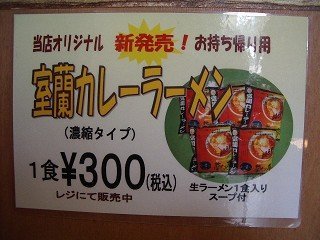 当店オリジナル 新発売！ お持ち帰り用
室蘭カレーラーメン
（濃縮タイプ）
1食¥300（税込）
レジにて販売中
生ラーメン1食入り
スープ付